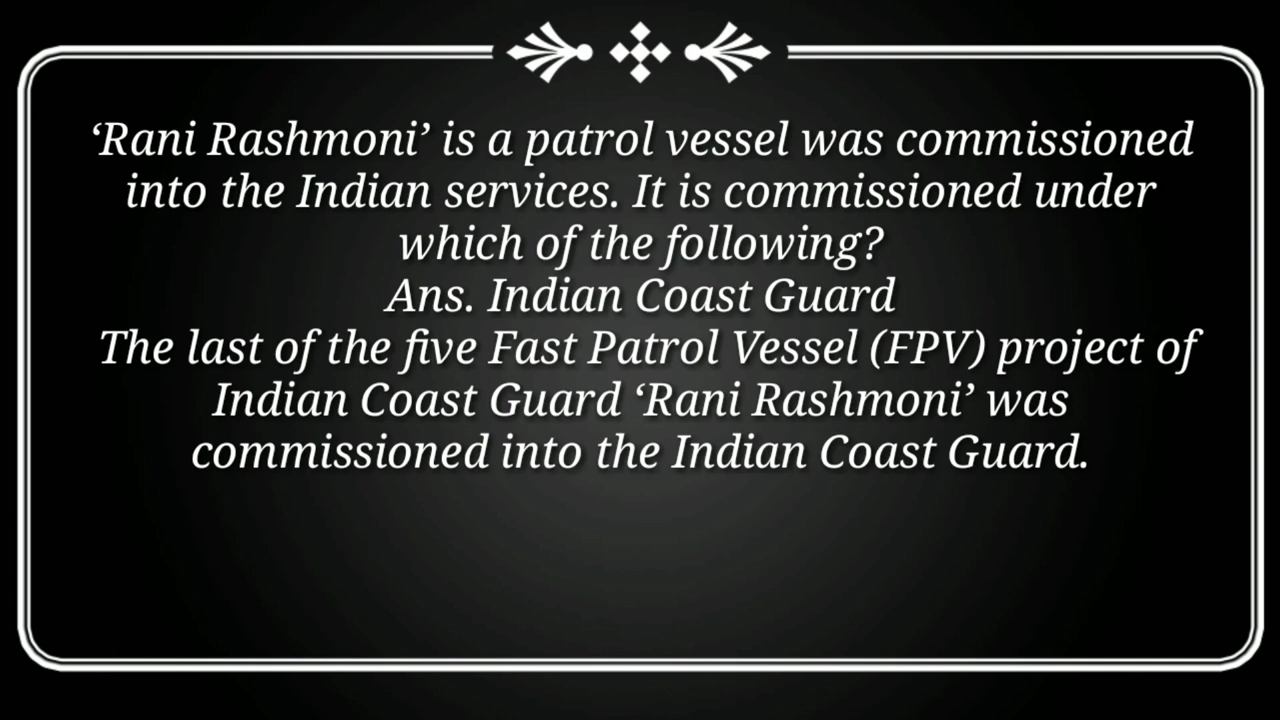 ‘Rani Rashmoni’ is a patrol vessel was commissioned
into the Indian services. It is commissioned under
which of the following?
Ans. Indian Coast Guard
The last of the five Fast Patrol Vessel (FPV) project of
Indian Coast Guard ‘Rani Rashmoni’ was
commissioned into the Indian Coast Guard.